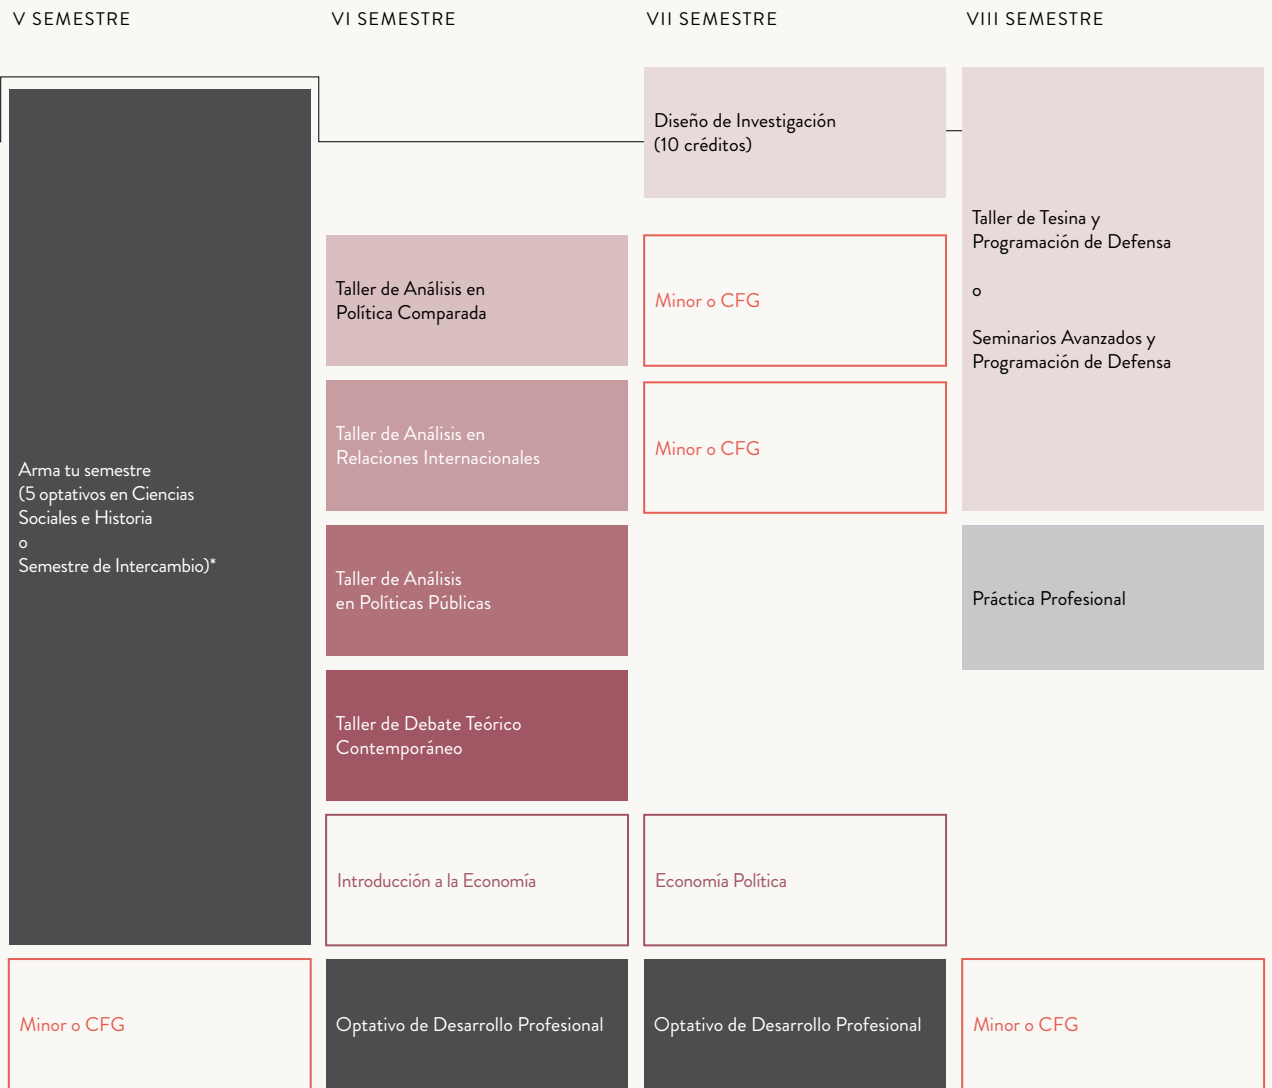 V SEMESTRE
VI SEMESTRE
VII SEMESTRE
VIII SEMESTRE
Arma tu semestre
(5 optativos en Ciencias
Sociales e Historia
o
Semestre de Intercambio)*
Minor o CFG
Taller de Análisis en
Política Comparada
Taller de Análisis en
Relaciones Internacionales
Taller de Análisis
en Políticas Públicas
Taller de Debate Teórico
Contemporáneo
Introducción a la Economía
Optativo de Desarrollo Profesional
Diseño de Investigación
(10 créditos)
Minor o CFG
Minor o CFG
Economía Política
Optativo de Desarrollo Profesional
Taller de Tesina y
Programación de Defensa
o
Seminarios Avanzados y
Programación de Defensa
Práctica Profesional
Minor o CFG